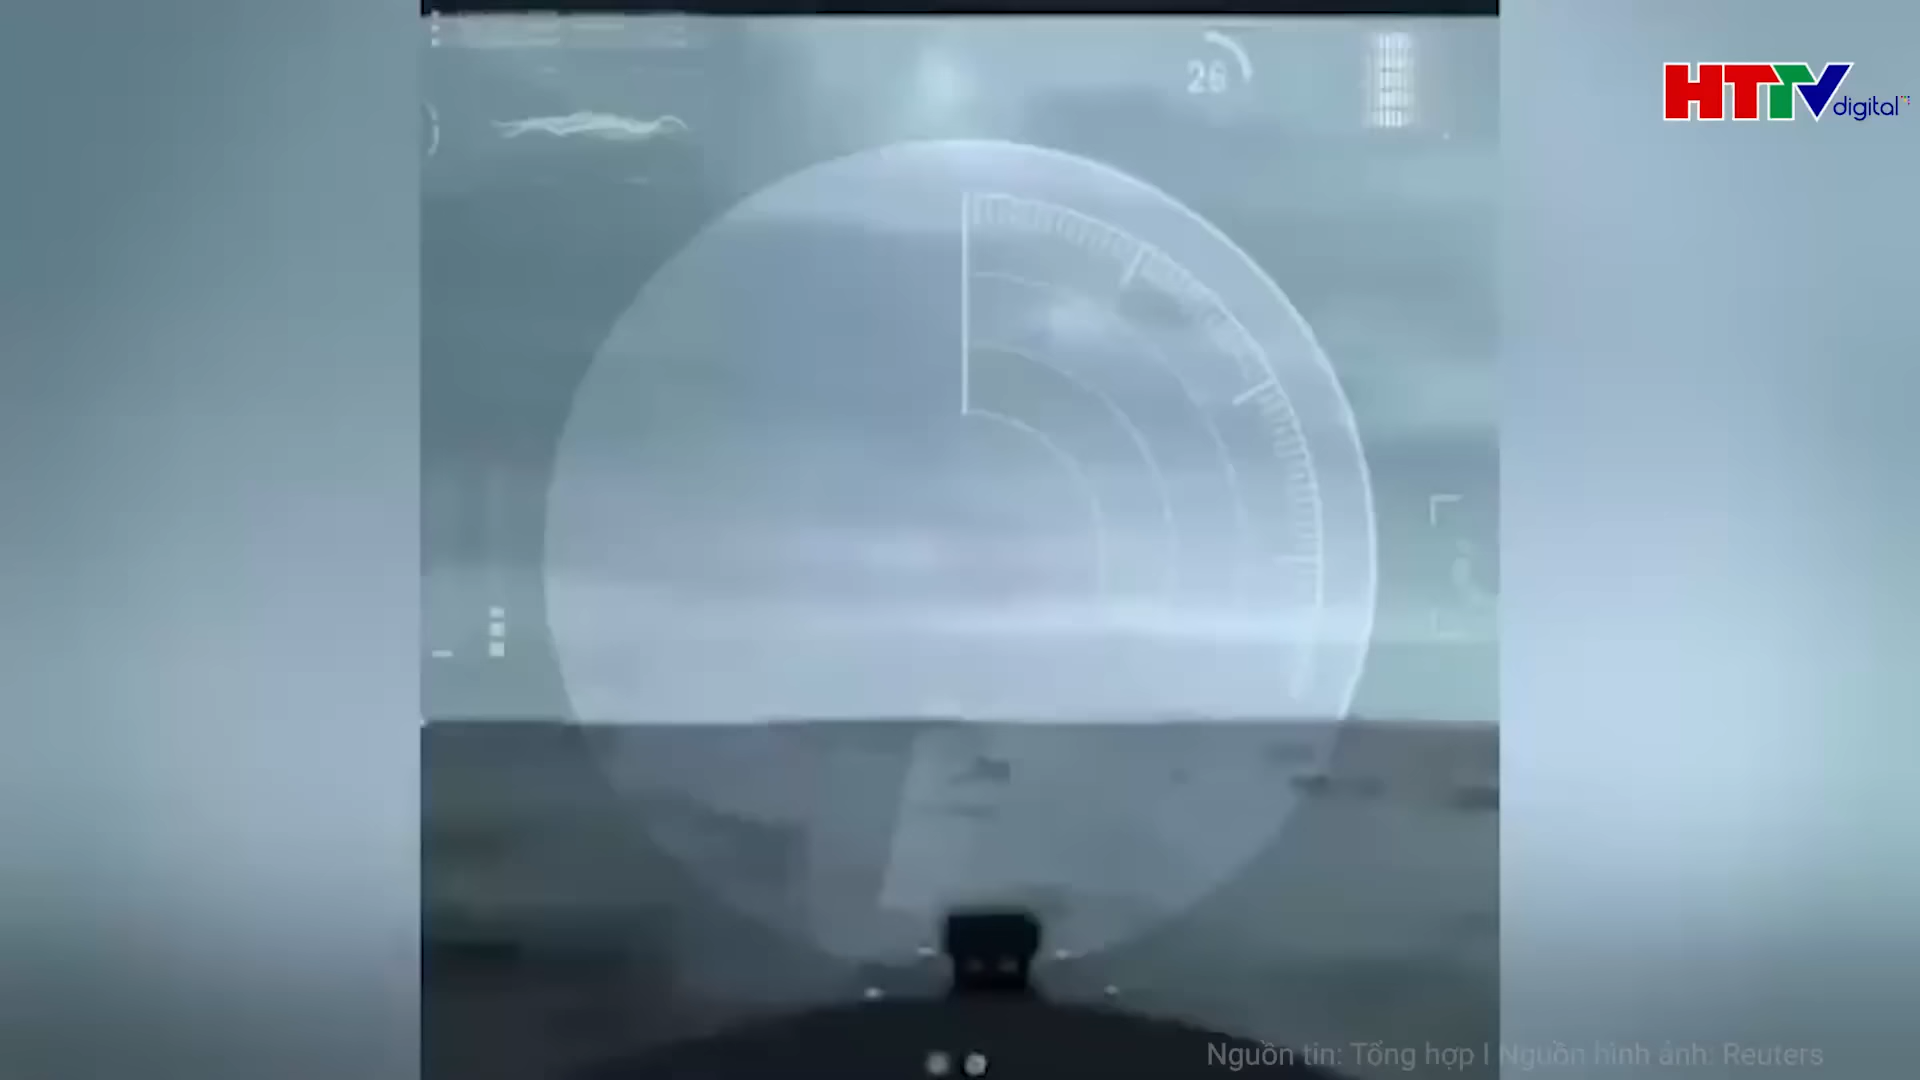 26
HTTV
digital
Nguồn tin: Tổng hợp | Nguồn hình ảnh: Reuters